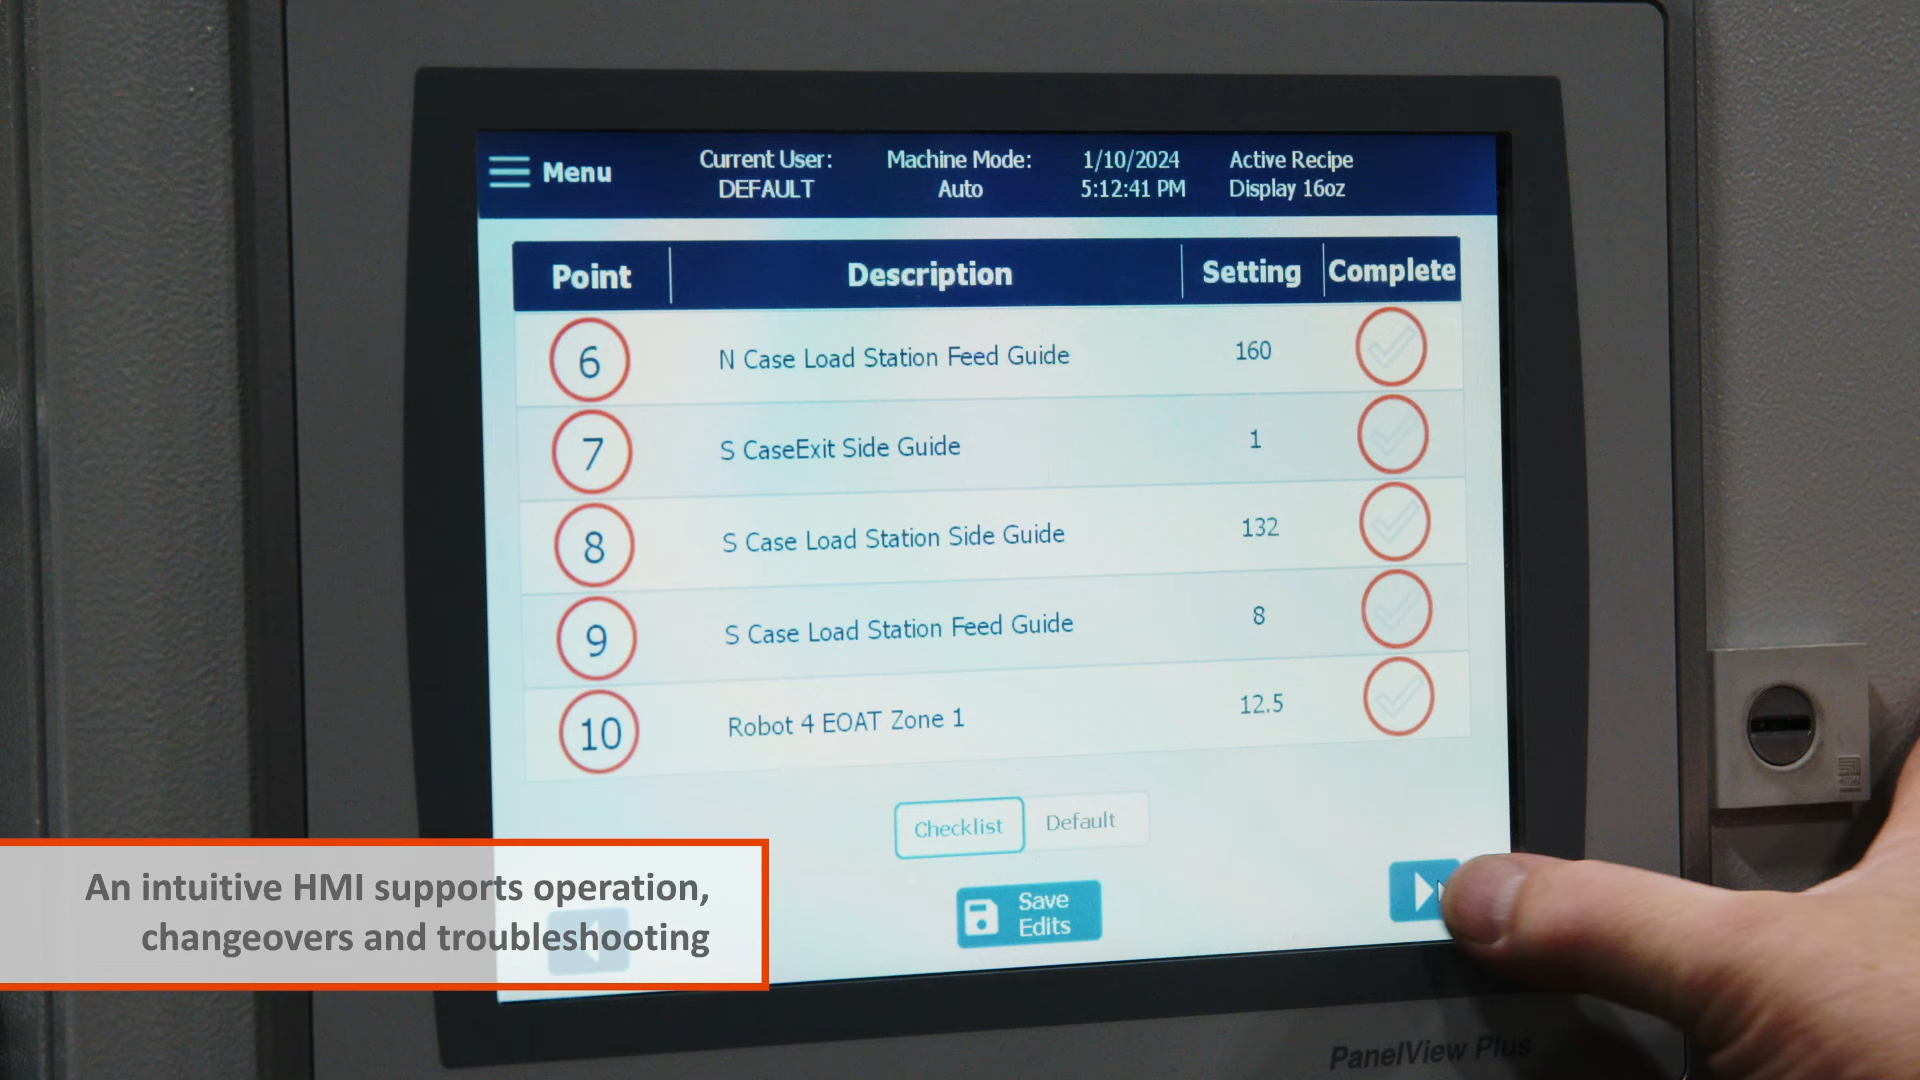 Menu
Current User:
DEFAULT
Machine Mode:
Auto
1/10/2024
5:12:41 PM
Active Recipe
Display 16oz
Point Description Setting Complete
6 N Case Load Station Feed Guide 160
7 S CaseExit Side Guide 1
8 S Case Load Station Side Guide 132
9 S Case Load Station Feed Guide 8
10 Robot 4 EOAT Zone 1 12.5
Checklist Default
Save
Edits
An intuitive HMI supports operation,
changeovers and troubleshooting
PanelView Plus